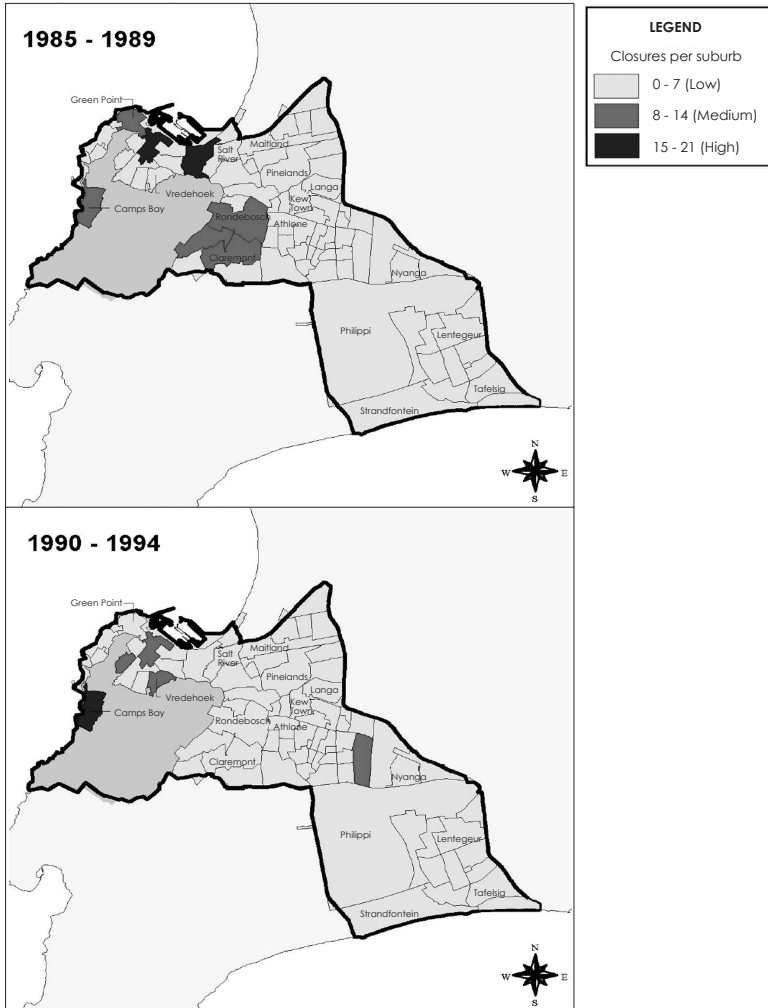 1985 - 1989
Green Point
Salt
River
Maitland
Pinelands
Langa
Vredehoek
Kew
Town
Camps Bay
Rondebosch
Athlone
Claremont
Nyanga
Philippi
Lentegeur
Tafelsig
Strandfontein
N
W
E
S
LEGEND
Closures per suburb
0 - 7 (Low)
8 - 14 (Medium)
15 - 21 (High)
1990 - 1994
Green Point
Salt
River
Maitland
Pinelands
Langa
Vredehoek
Kew
Town
Camps Bay
Rondebosch
Athlone
Claremont
Nyanga
Philippi
Lentegeur
Tafelsig
Strandfontein
N
W
E
S